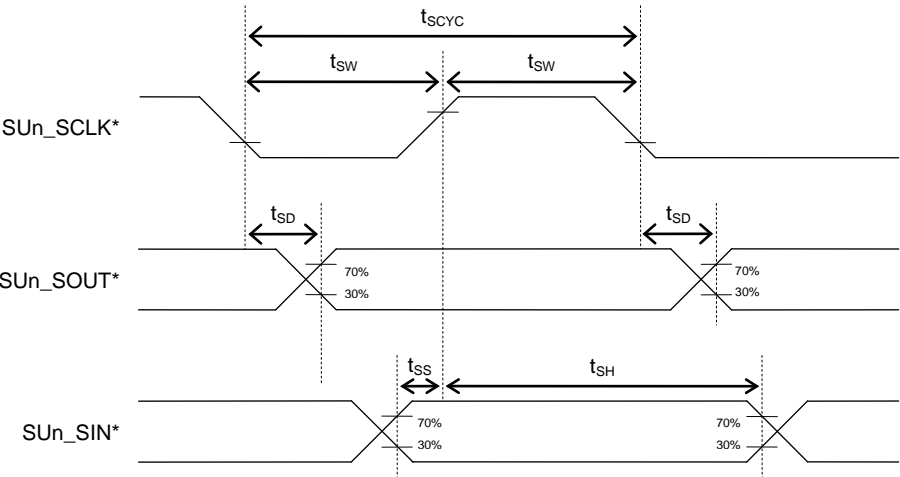 tSCYC
tSW tSW
SUn_SCLK*
tSD tSD
SUn_SOUT*
70% 70%
30% 30%
tSS tSH
SUn_SIN*
70% 70%
30% 30%